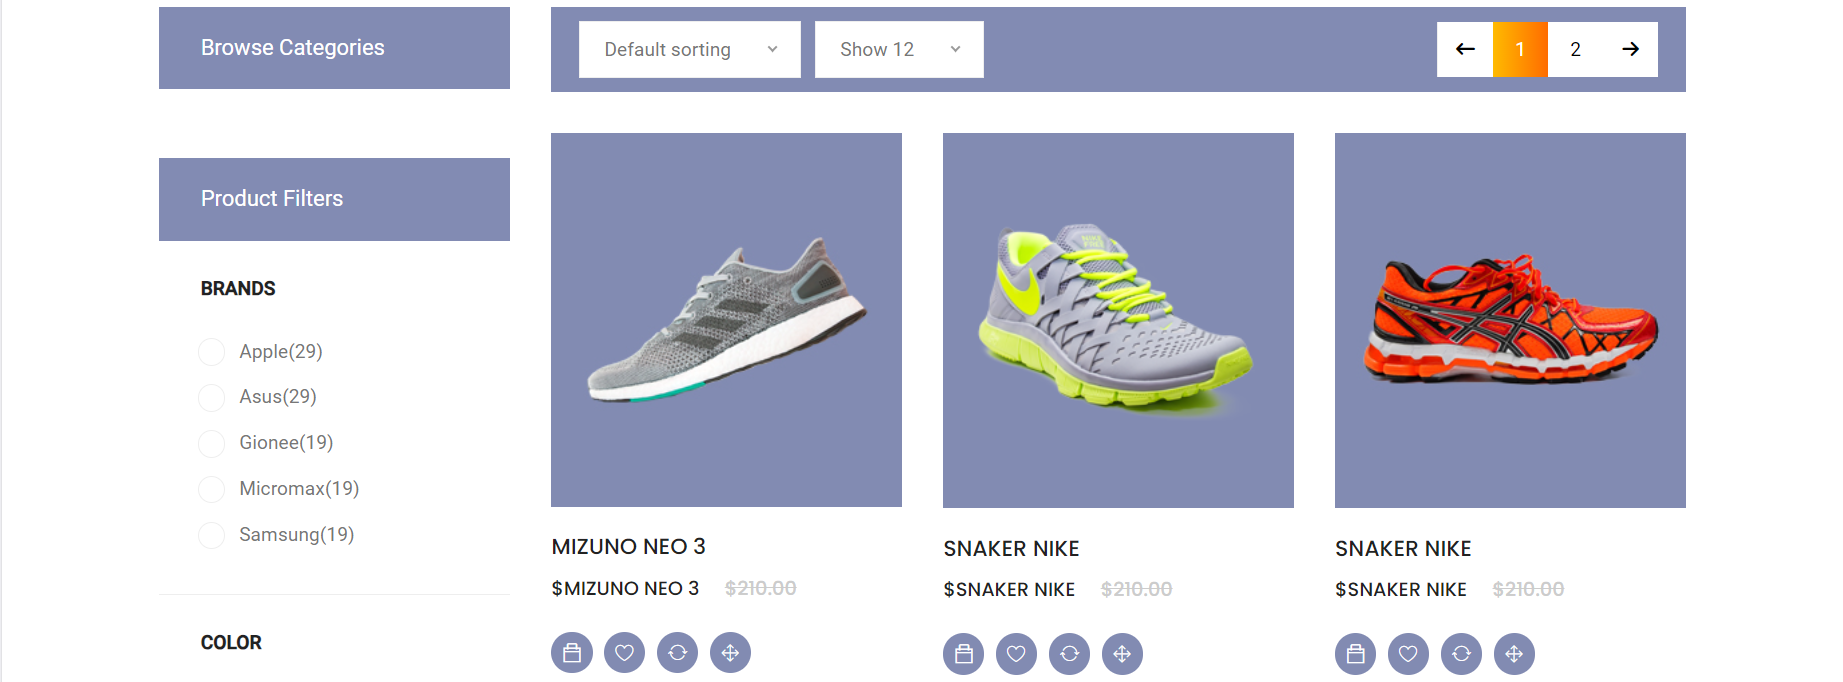 Browse Categories
Default sorting
Show 12
1
2
Product Filters
BRANDS
Apple(29)
Asus(29)
Gionee(19)
Micromax(19)
Samsung(19)
COLOR
NIKE
FREE
MIZUNO NEO 3
$MIZUNO NEO 3 $210.00
SNAKER NIKE
$SNAKER NIKE $210.00
SNAKER NIKE
$SNAKER NIKE $210.00